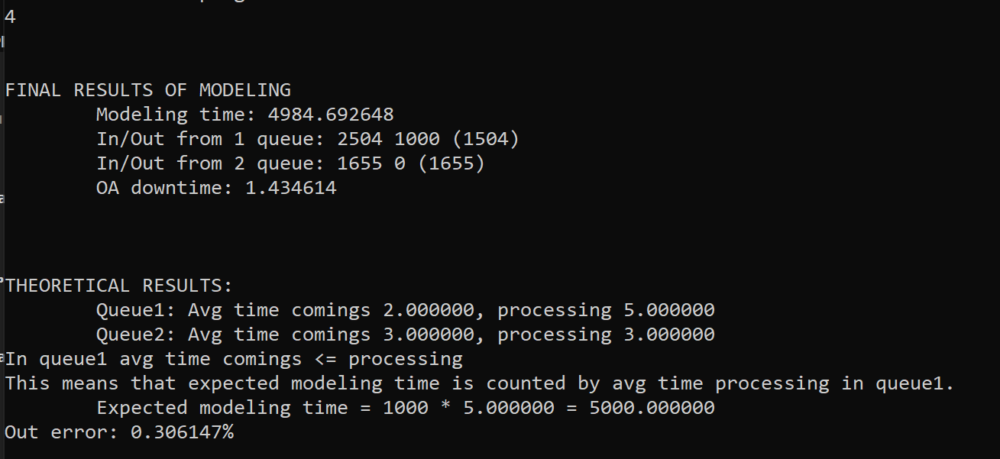 4
FINAL RESULTS OF MODELING
Modeling time: 4984.692648
In/Out from 1 queue: 2504 1000 (1504)
In/Out from 2 queue: 1655 0 (1655)
OA downtime: 1.434614
THEORETICAL RESULTS:
Queue1: Avg time comings 2.000000, processing 5.000000
Queue2: Avg time comings 3.000000, processing 3.000000
In queue1 avg time comings <= processing
This means that expected modeling time is counted by avg time processing in queue1.
Expected modeling time = 1000 * 5.000000 = 5000.000000
Out error: 0.306147%